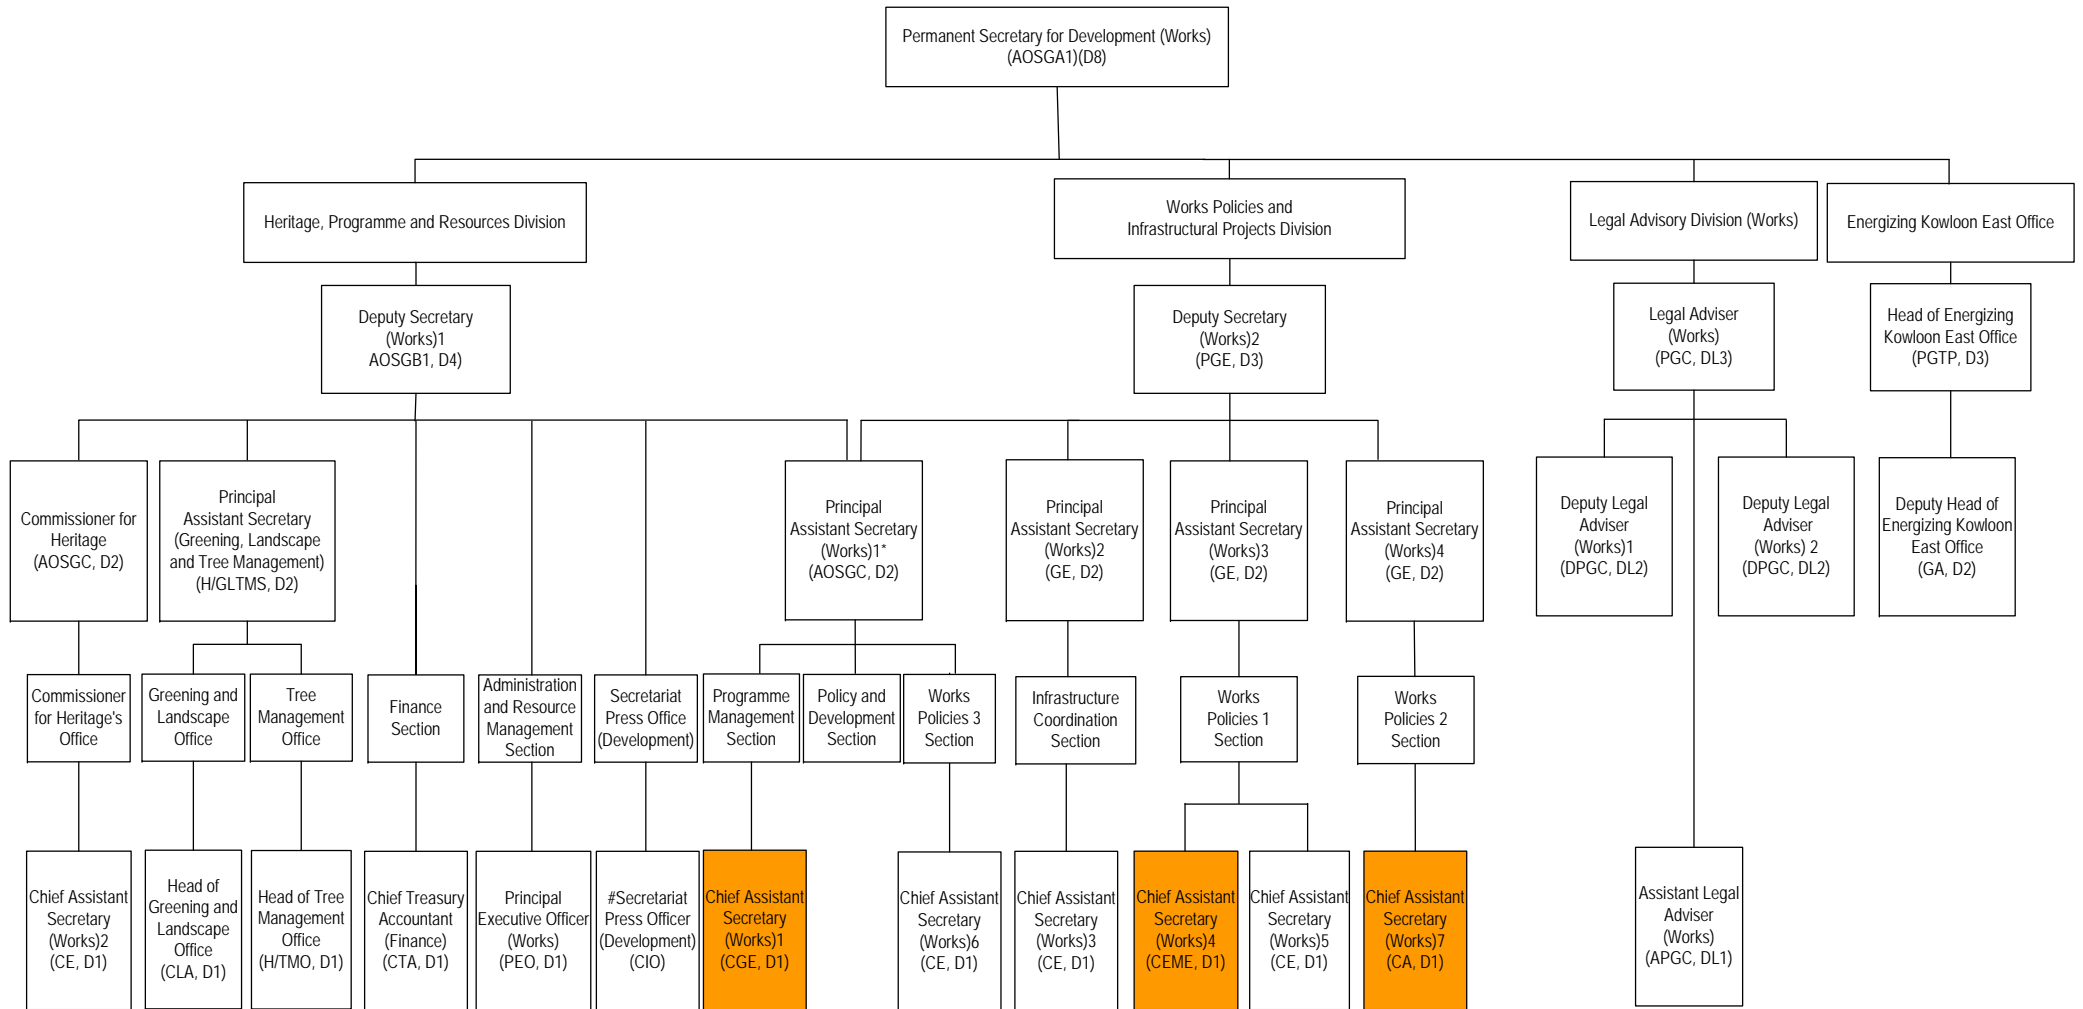 Permanent Secretary for Development (Works)
(AOSGA1)(D8)
Heritage, Programme and Resources Division
Works Policies and
Infrastructural Projects Division
Legal Advisory Division (Works)
Energizing Kowloon East Office
Deputy Secretary
(Works)1
AOSGB1, D4)
Deputy Secretary
(Works)2
(PGE, D3)
Legal Adviser
(Works)
(PGC, DL3)
Head of Energizing
Kowloon East Office
(PGTP, D3)
Commissioner for
Heritage
(AOSGC, D2)
Principal
Assistant Secretary
(Greening, Landscape
and Tree Management)
(H/GLTMS, D2)
Principal
Assistant Secretary
(Works)1*
(AOSGC, D2)
Principal
Assistant Secretary
(Works)2
(GE, D2)
Principal
Assistant Secretary
(Works)3
(GE, D2)
Principal
Assistant Secretary
(Works)4
(GE, D2)
Deputy Legal
Adviser
(Works)1
(DPGC, DL2)
Deputy Legal
Adviser
(Works) 2
(DPGC, DL2)
Deputy Head of
Energizing Kowloon
East Office
(GA, D2)
Commissioner
for Heritage's
Office
Greening and
Landscape
Office
Tree
Management
Office
Finance
Section
Administration
and Resource
Management
Section
Secretariat
Press Office
(Development)
Programme
Management
Section
Policy and
Development
Section
Works
Policies 3
Section
Infrastructure
Coordination
Section
Works
Policies 1
Section
Works
Policies 2
Section
Chief Assistant
Secretary
(Works)2
(CE, D1)
Head of
Greening and
Landscape
Office
(CLA, D1)
Head of Tree
Management
Office
(H/TMO, D1)
Chief Treasury
Accountant
(Finance)
(CTA, D1)
Principal
Executive Officer
(Works)
(PEO, D1)
#Secretariat
Press Officer
(Development)
(CIO)
Chief Assistant
Secretary
(Works)1
(CGE, D1)
Chief Assistant
Secretary
(Works)6
(CE, D1)
Chief Assistant
Secretary
(Works)3
(CE, D1)
Chief Assistant
Secretary
(Works)4
(CEME, D1)
Chief Assistant
Secretary
(Works)5
(CE, D1)
Chief Assistant
Secretary
(Works)7
(CA, D1)
Assistant Legal
Adviser
(Works)
(APGC, DL1)